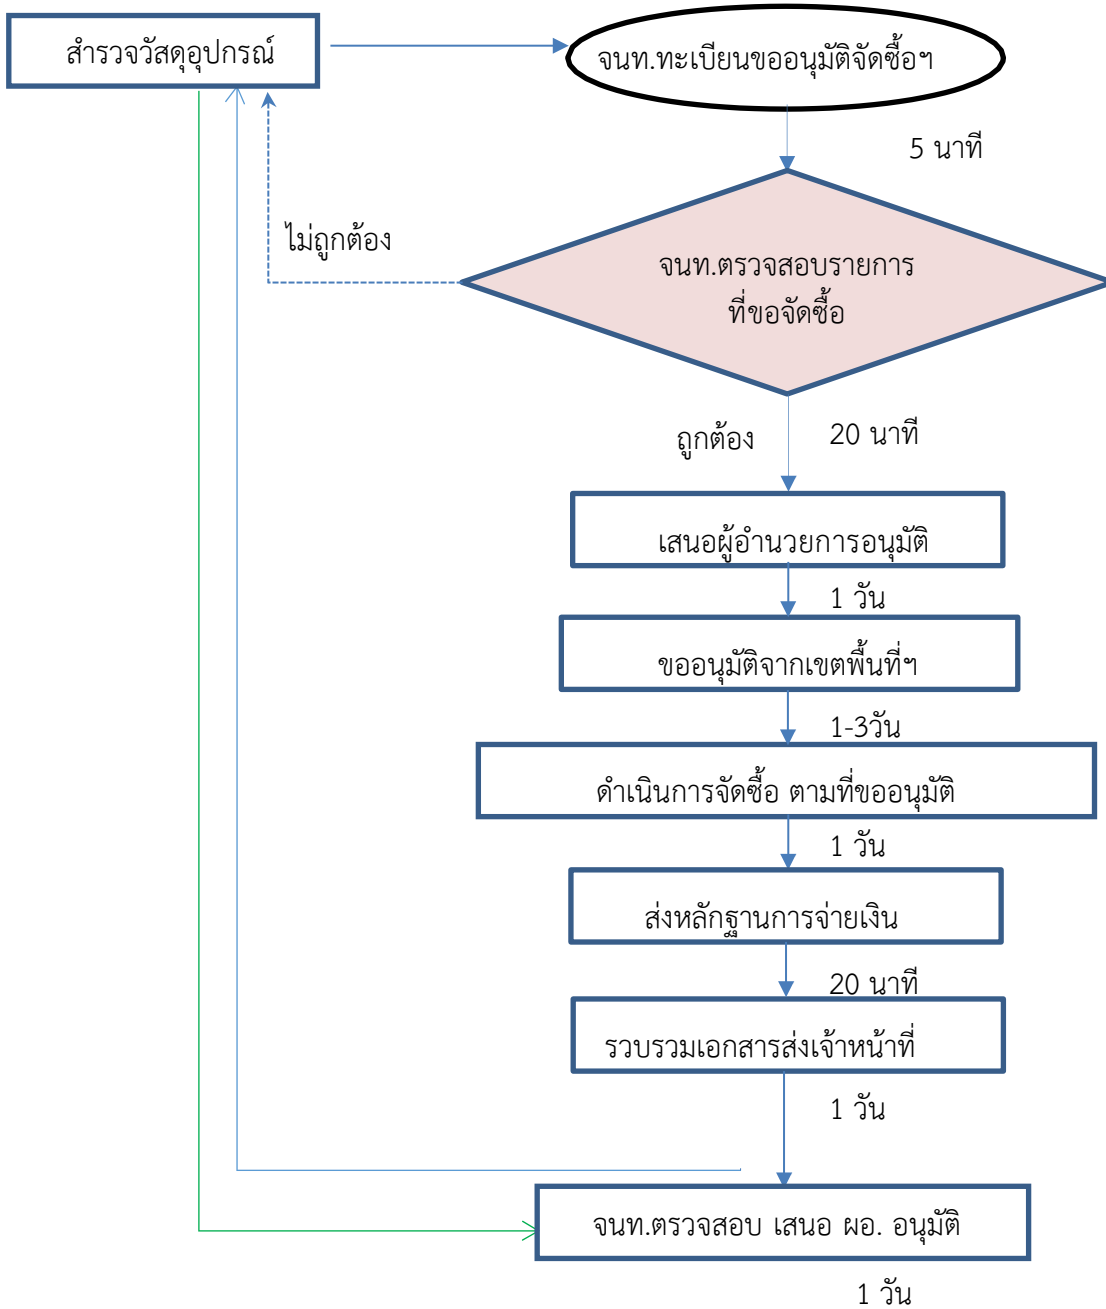 สำรวจวัสดุอุปกรณ์
จนท.ทะเบียนขออนุมัติจัดซื้อฯ
5 นาที
ไม่ถูกต้อง
จนท.ตรวจสอบรายการ
ที่ขอจัดซื้อ
ถูกต้อง
20 นาที
เสนอผู้อำนวยการอนุมัติ
1 วัน
ขออนุมัติจากเขตพื้นที่ฯ
1-3วัน
ดำเนินการจัดซื้อ ตามที่ขออนุมัติ
1 วัน
ส่งหลักฐานการจ่ายเงิน
20 นาที
รวบรวมเอกสารส่งเจ้าหน้าที่
1 วัน
จนท.ตรวจสอบ เสนอ ผอ. อนุมัติ
1 วัน